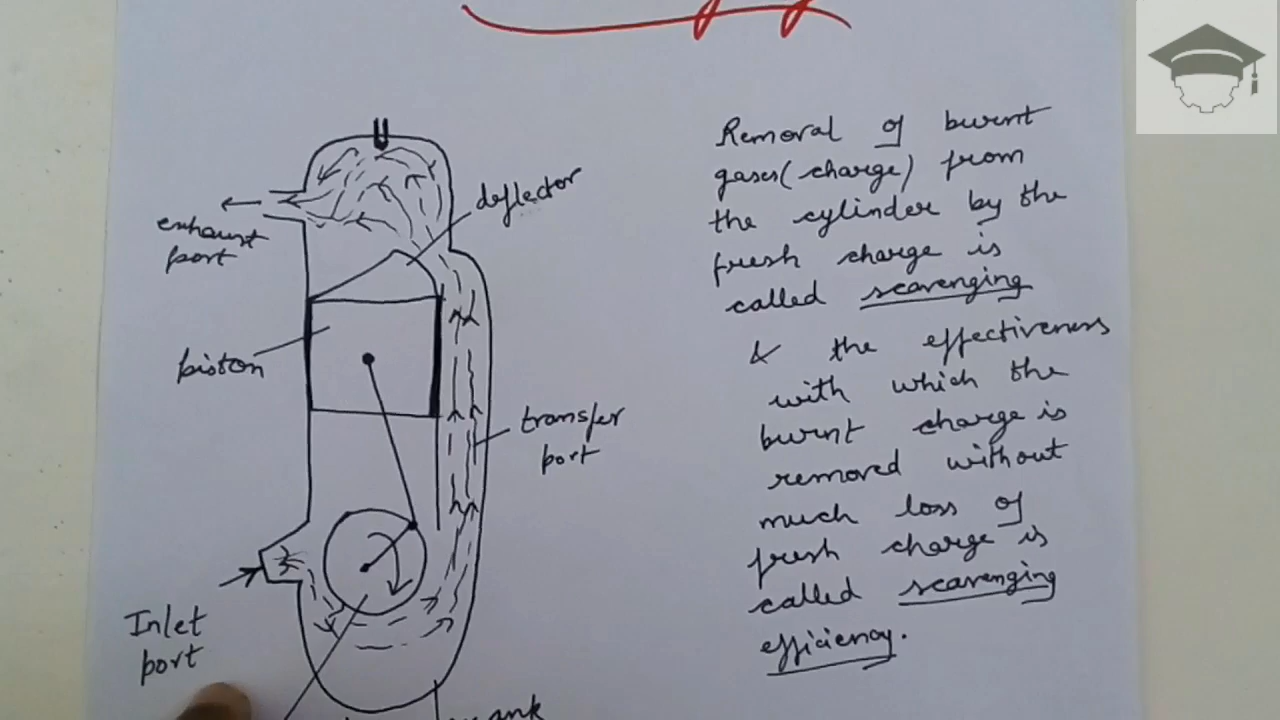 Removal of burnt
gases(charge) from
the cylinder by the
fresh charge is
called scavenging
& the effectiveness
with which the
burnt charge is
removed without
much loss of
fresh charge is
called scavenging
efficiency.
deflector
exhaust
port
piston
transfer
port
Inlet
port